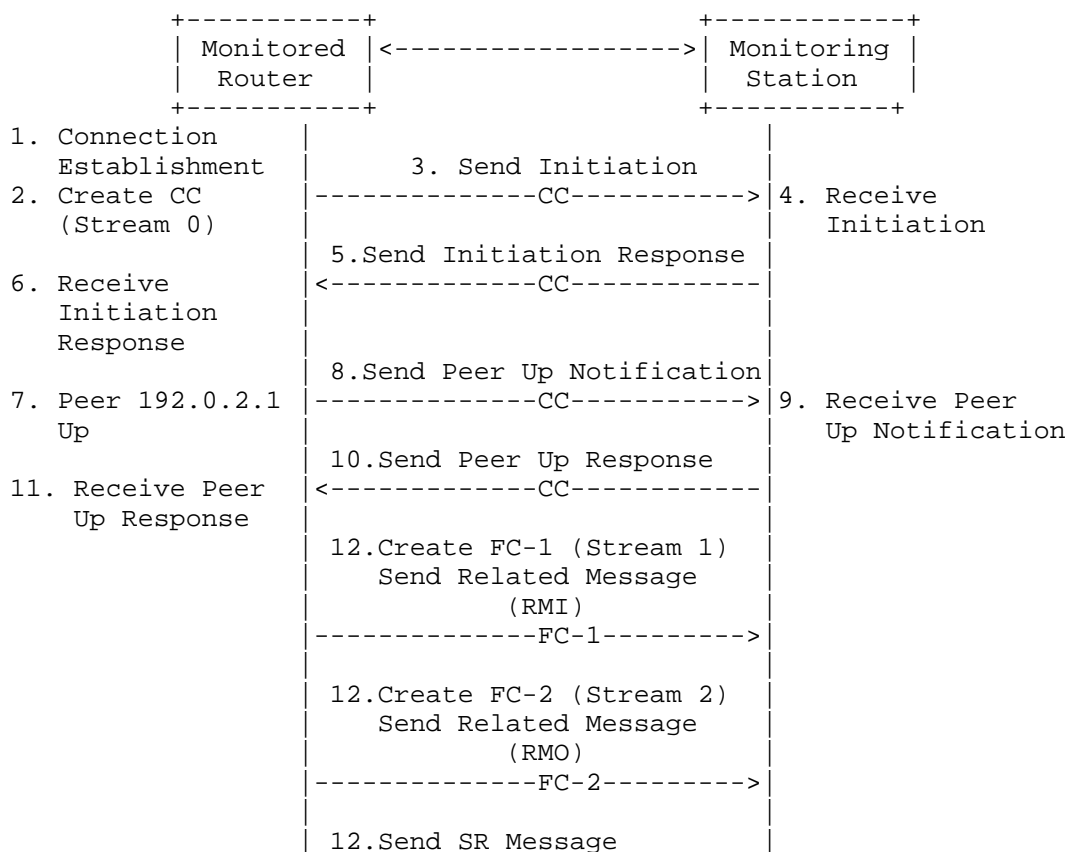 +-----------+                    +------------+
          | Monitored |<------------------>| Monitoring |
          |  Router   |                    |  Station   |
          +-----------+                    +-----------+
1. Connection     |                            |
   Establishment  |      3. Send Initiation    |
2. Create CC      |--------------CC----------->|4. Receive
   (Stream 0)     |                            |   Initiation
                  | 5.Send Initiation Response |
6. Receive        |<-------------CC------------|
   Initiation     |                            |
   Response       |                            |
                  | 8.Send Peer Up Notification|
7. Peer 192.0.2.1 |--------------CC----------->|9. Receive Peer
   Up             |                            |   Up Notification
                  | 10.Send Peer Up Response   |
11. Receive Peer  |<-------------CC------------|
    Up Response   |                            |
                  | 12.Create FC-1 (Stream 1)  |
                  |    Send Related Message    |
                  |            (RMI)           |
                  |--------------FC-1--------->|
                  |                            |
                  | 12.Create FC-2 (Stream 2)  |
                  |    Send Related Message    |
                  |            (RMO)           |
                  |--------------FC-2--------->|
                  |                            |
                  | 12.Send SR Message         |